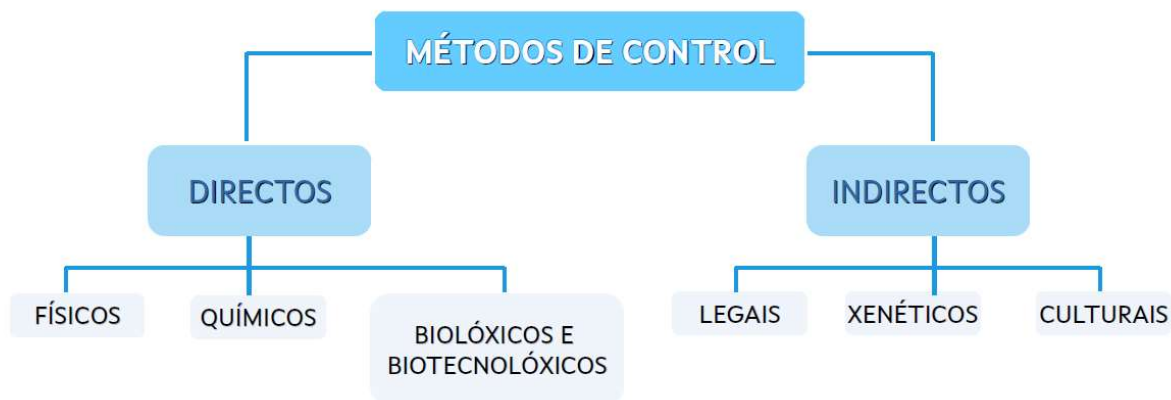 MÉTODOS DE CONTROL
DIRECTOS
INDIRECTOS
FÍSICOS
QUÍMICOS
BIOLÓXICOS E
BIOTECNOLÓXICOS
LEGAIS
XENÉTICOS
CULTURAIS